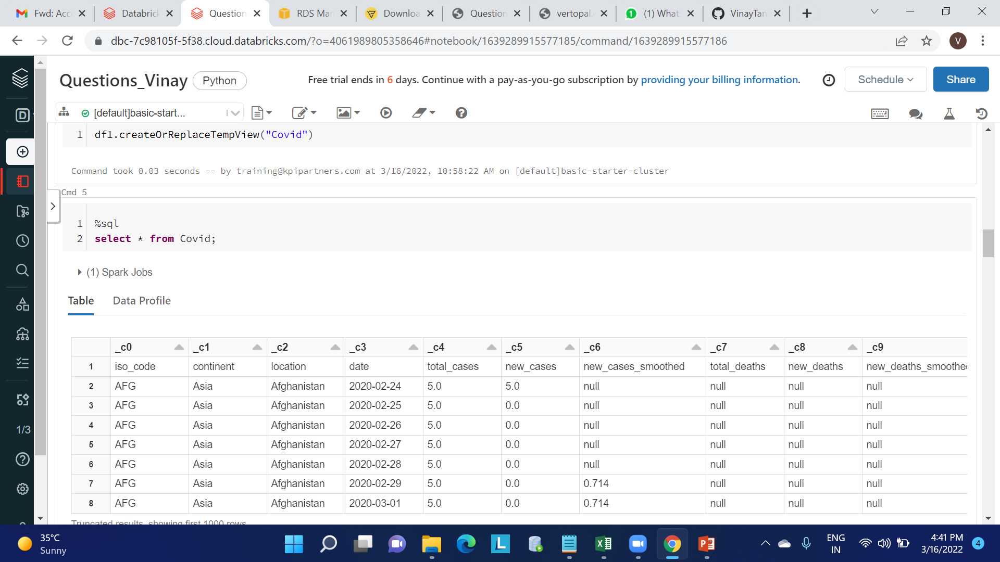 Fwd: Acc
Databrick
Question
RDS Mar
Downloa
Question
vertopal.
(1) What
VinayTan
dbc-7c98105f-5f38.cloud.databricks.com/?o=4061989805358646#notebook/1639289915577185/command/1639289915577186
V
Questions_Vinay
Python
Free trial ends in 6 days. Continue with a pay-as-you-go subscription by providing your billing information.
Schedule
Share
D
[default]basic-start...
1 df1.createOrReplaceTempView("Covid")
Command took 0.03 seconds -- by training@kpipartners.com at 3/16/2022, 10:58:22 AM on [default]basic-starter-cluster
Cmd 5
1 %sql
2 select * from Covid;
(1) Spark Jobs
Table Data Profile
_c0 _c1 _c2 _c3 _c4 _c5 _c6 _c7 _c8 _c9
1 iso_code continent location date total_cases new_cases new_cases_smoothed total_deaths new_deaths new_deaths_smoothed
2 AFG Asia Afghanistan 2020-02-24 5.0 5.0 null null null null
3 AFG Asia Afghanistan 2020-02-25 5.0 0.0 null null null null
4 AFG Asia Afghanistan 2020-02-26 5.0 0.0 null null null null
5 AFG Asia Afghanistan 2020-02-27 5.0 0.0 null null null null
6 AFG Asia Afghanistan 2020-02-28 5.0 0.0 null null null null
7 AFG Asia Afghanistan 2020-02-29 5.0 0.0 0.714 null null null
8 AFG Asia Afghanistan 2020-03-01 5.0 0.0 0.714 null null null
Truncated results, showing first 1000 rows.
1/3
35°C
Sunny
ENG
IN
4:41 PM
3/16/2022
4